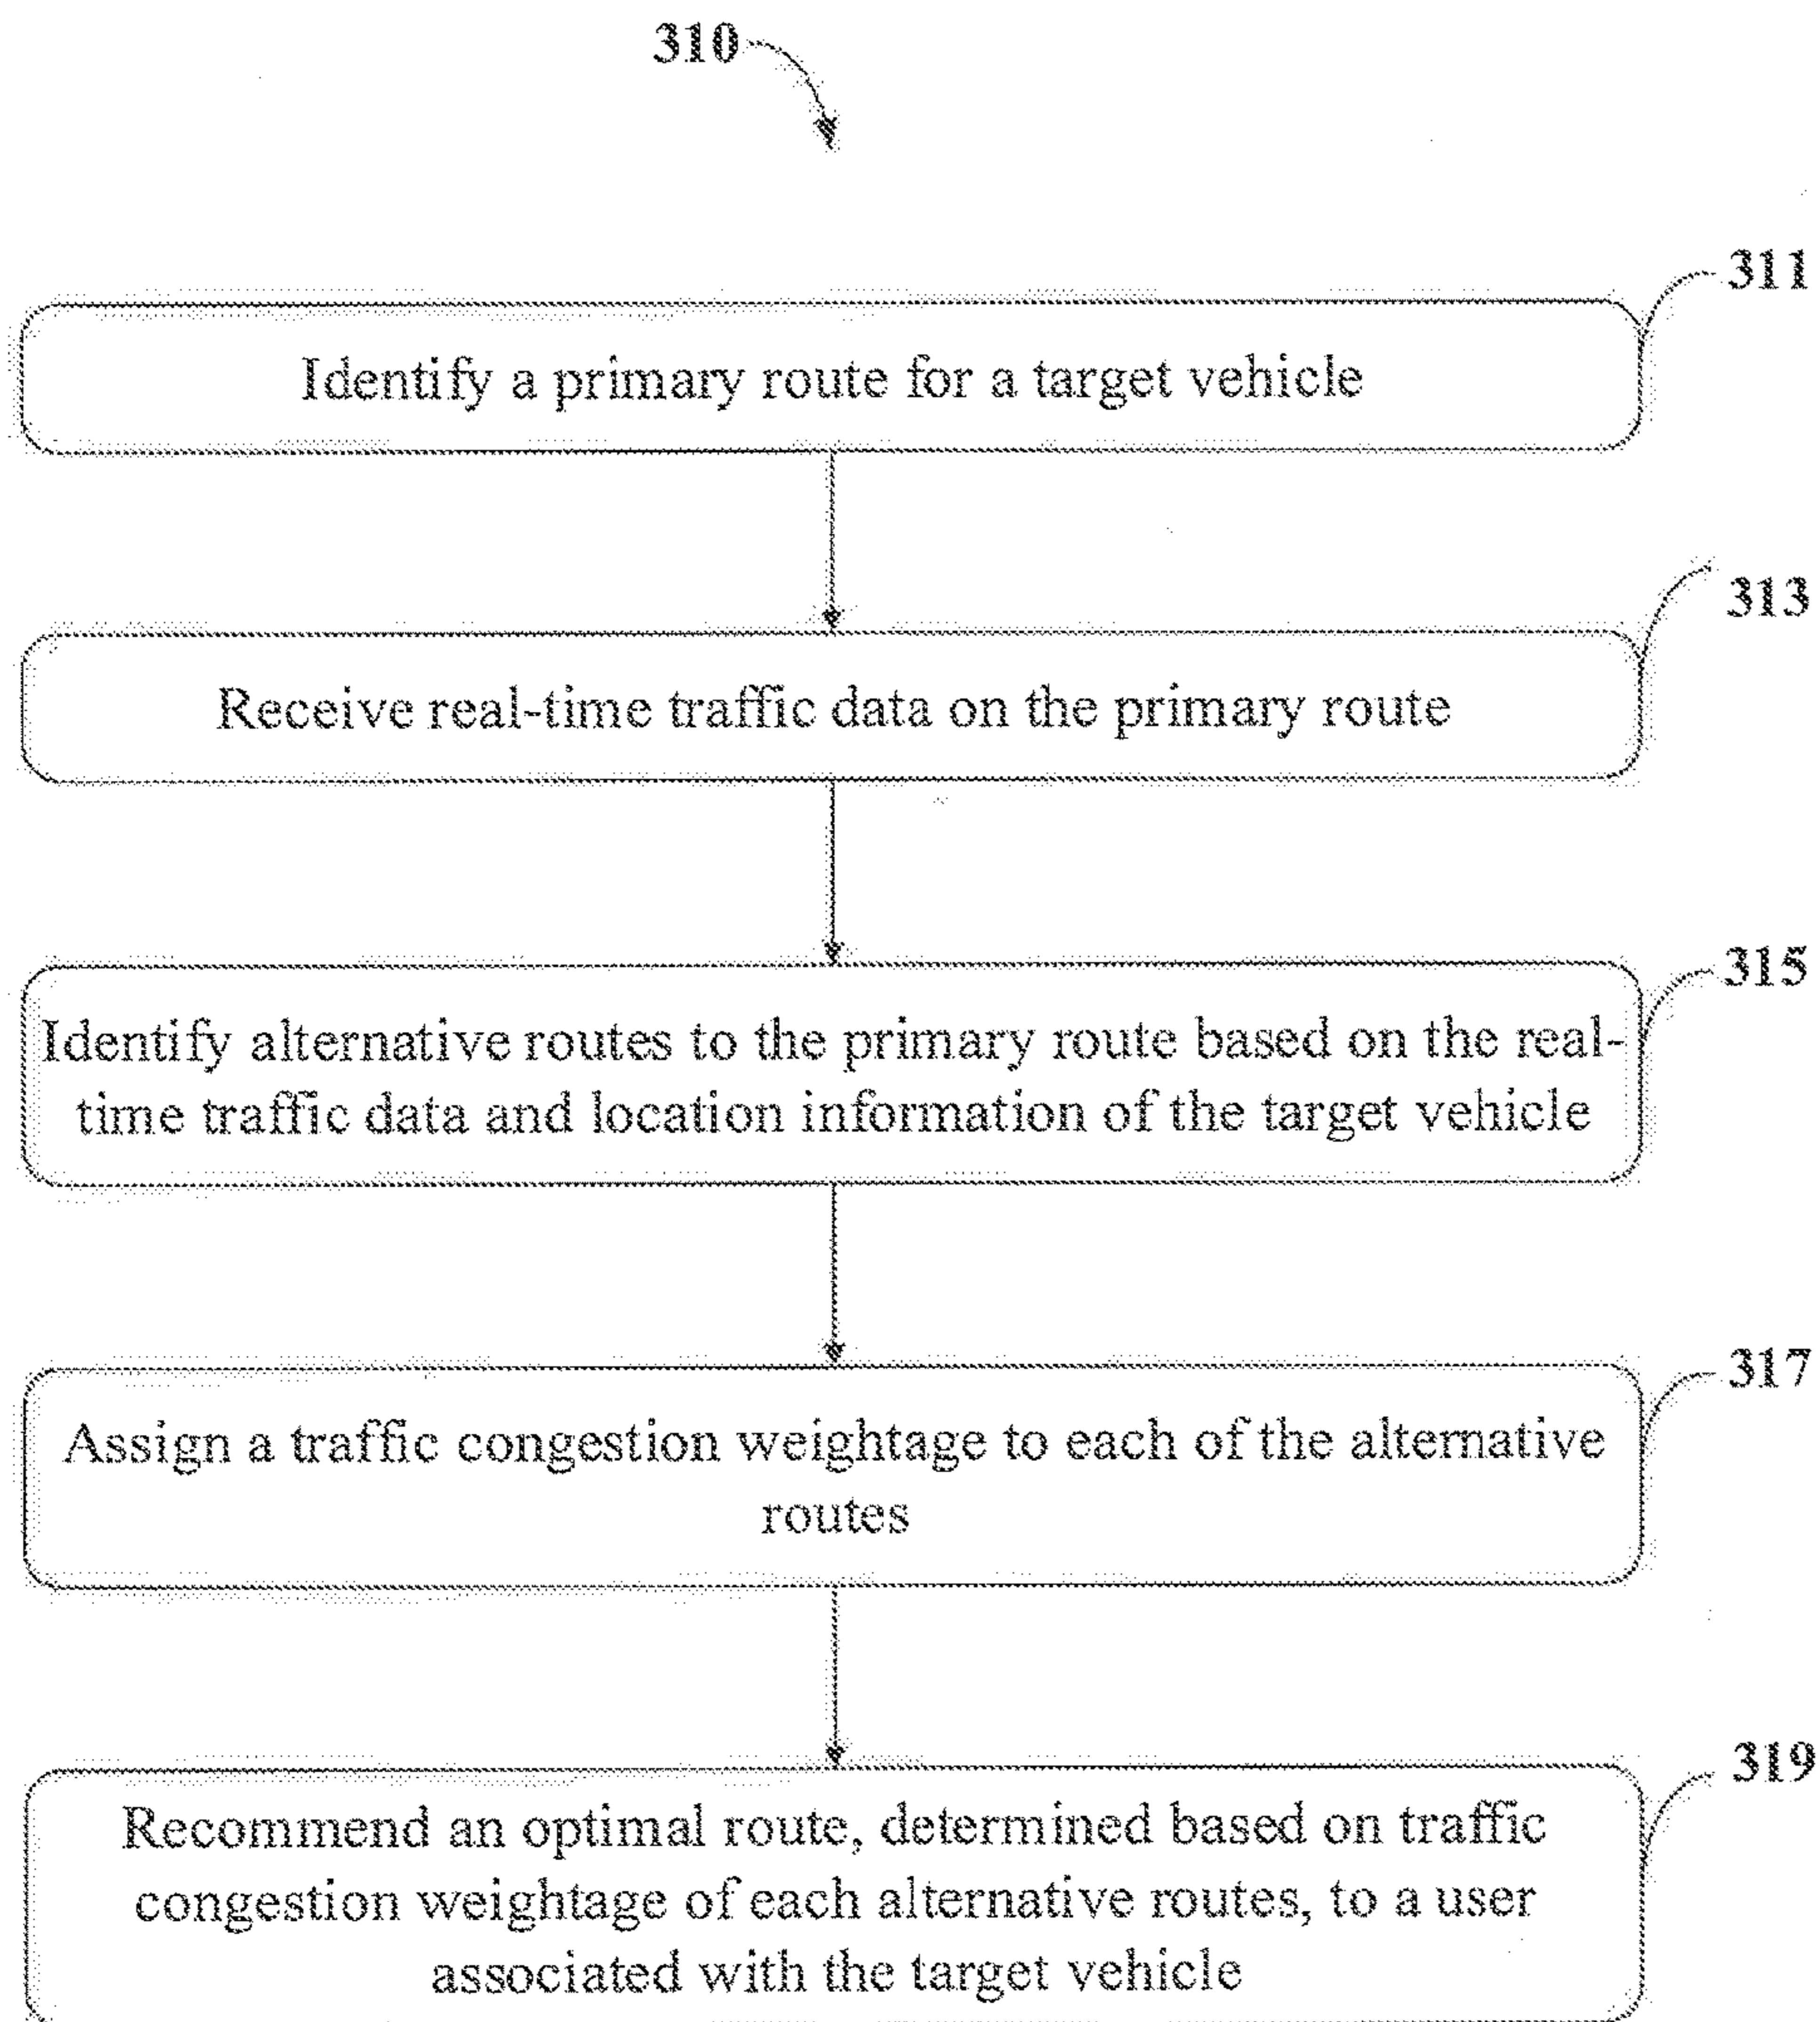 310
311
Identify a primary route for a target vehicle
313
Receive real-time traffic data on the primary route
315
Identify alternative routes to the primary route based on the real-
time traffic data and location information of the target vehicle
317
Assign a traffic congestion weightage to each of the alternative
routes
319
Recommend an optimal route, determined based on traffic
congestion weightage of each alternative routes, to a user
associated with the target vehicle